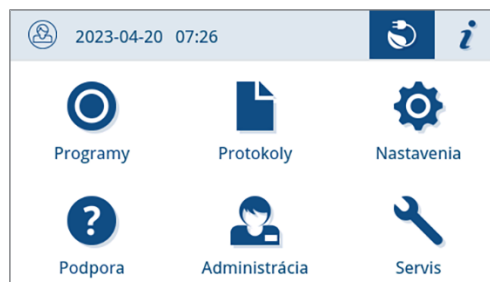 2023-04-20 07:26
Programy Protokoly Nastavenia
Podpora Administrácia Servis